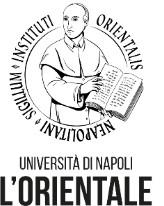 SIGILLUM • INSTITUTI • ORIENTALIS • NEAPOLITANI
UNIVERSITÀ DI NAPOLI
L'ORIENTALE